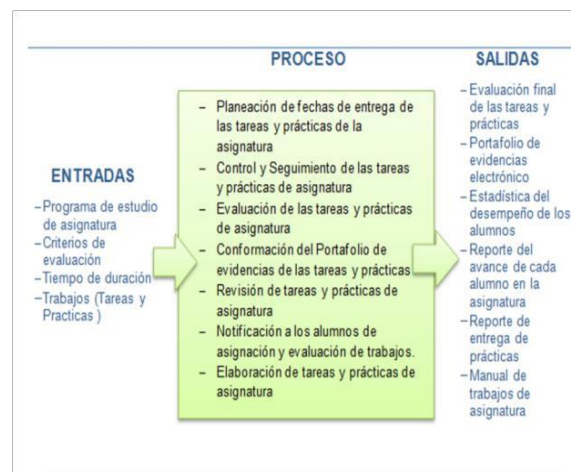 ENTRADAS
–Programa de estudio
de asignatura
–Criterios de
evaluación
–Tiempo de duración
–Trabajos (Tareas y
Practicas )
PROCESO
– Planeación de fechas de entrega de
las tareas y prácticas de la
asignatura
– Control y Seguimiento de las tareas
y prácticas de asignatura
– Evaluación de las tareas y prácticas
de asignatura
– Conformación del Portafolio de
evidencias de las tareas y prácticas
– Revisión de tareas y prácticas de
asignatura
– Notificación a los alumnos de
asignación y evaluación de trabajos.
– Elaboración de tareas y prácticas de
asignatura
SALIDAS
–Evaluación final
de las tareas y
prácticas
–Portafolio de
evidencias
electrónico
–Estadística del
desempeño de los
alumnos
–Reporte del
avance de cada
alumno en la
asignatura
–Reporte de
entrega de
prácticas
–Manual de
trabajos de
asignatura